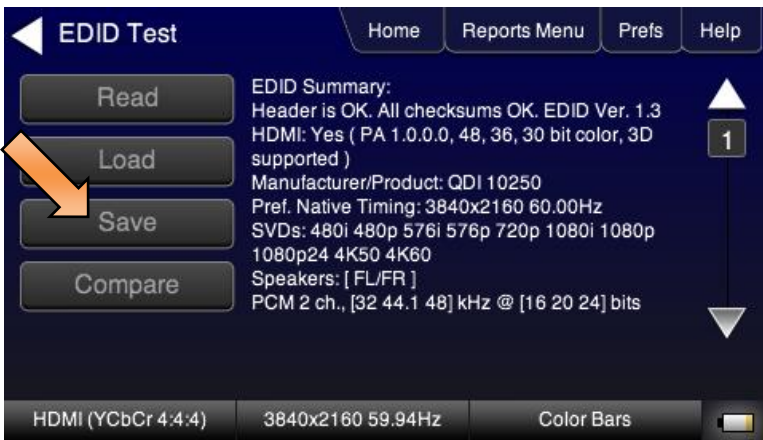 EDID Test
Home
Reports Menu
Prefs
Help
Read
Load
Save
Compare
EDID Summary:
Header is OK. All checksums OK. EDID Ver. 1.3
HDMI: Yes ( PA 1.0.0.0, 48, 36, 30 bit color, 3D
supported )
Manufacturer/Product: QDI 10250
Pref. Native Timing: 3840x2160 60.00Hz
SVDs: 480i 480p 576i 576p 720p 1080i 1080p
1080p24 4K50 4K60
Speakers: [ FL/FR ]
PCM 2 ch., [32 44.1 48] kHz @ [16 20 24] bits
1
HDMI (YCbCr 4:4:4)
3840x2160 59.94Hz
Color Bars